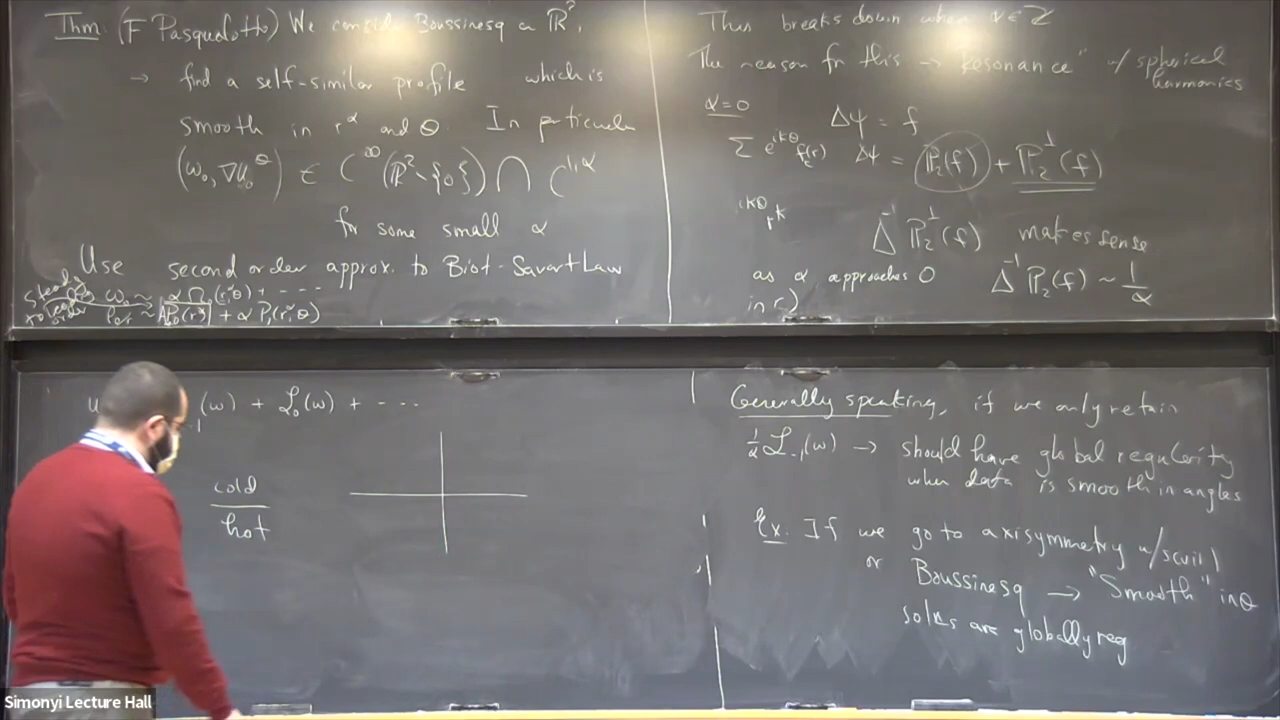 Thm: (F Pasqualotto) We consider Boussinesq on ℝ²,
→ find a self-similar profile which is
smooth in r^α and θ. In particular
(ω₀, ∇u₀^θ) ∈ C^∞(ℝ²∖{0}) ⋂ C^{1,α}
for some small α
Use second order approx. to Biot-Savart Law
ω₀ ≈ α Ω₀(r^α,θ) + ----
+ α P₁(r^α,θ)
This breaks down when α ∈ ℤ
The reason for this → "Resonance" w/ spherical
harmonics
α=0
Δψ = f
Σ e^{ikθ} f_k(r) Δψ = ℙ₂(f) + ℙ₂^⊥(f)
e^{ikθ} r^k
Δ^{-1} ℙ₂^⊥(f) makes sense
as α approaches 0 Δ^{-1} ℙ₂(f) ~ 1/α
in r)
(ω) + ℒ₀(ω) + - - -
cold
hot
Generally speaking, if we only retain
1/α ℒ₋₁(ω) → should have global regularity
when data is smooth in angles
Ex: If we go to axisymmetry w/swirl
or Boussinesq → "Smooth" in θ
solns are globally reg
Simonyi Lecture Hall